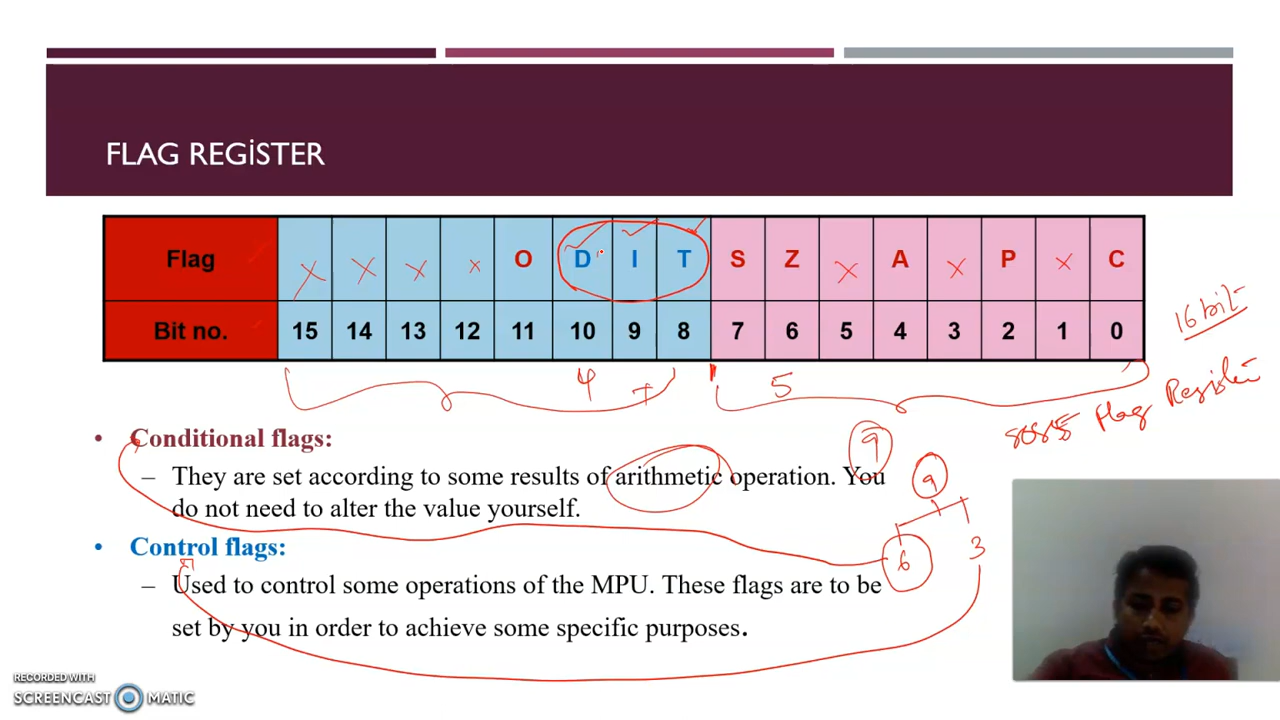 FLAG REGİSTER
Flag O D I T S Z A P C
Bit no. 15 14 13 12 11 10 9 8 7 6 5 4 3 2 1 0
16 bit
4 5
8085 Flag Register
• Conditional flags:
9
– They are set according to some results of arithmetic operation. You
9
do not need to alter the value yourself.
• Control flags:
6 3
– Used to control some operations of the MPU. These flags are to be
set by you in order to achieve some specific purposes.
RECORDED WITH
SCREENCAST MATIC